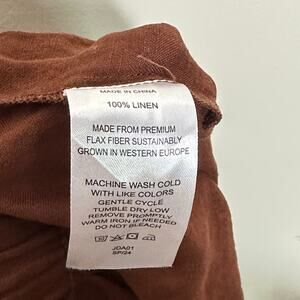 MADE IN CHINA
100% LINEN
MADE FROM PREMIUM
FLAX FIBER SUSTAINABLY
GROWN IN WESTERN EUROPE
MACHINE WASH COLD
WITH LIKE COLORS
GENTLE CYCLE
TUMBLE DRY LOW
REMOVE PROMPTLY
WARM IRON IF NEEDED
DO NOT BLEACH
JOA01
SP/24